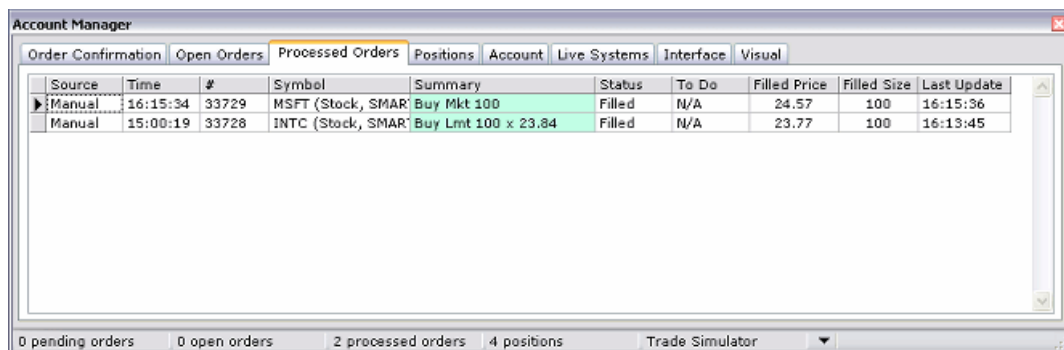 Account Manager
Order Confirmation Open Orders Processed Orders Positions Account Live Systems Interface Visual
Source Time # Symbol Summary Status To Do Filled Price Filled Size Last Update
Manual 16:15:34 33729 MSFT (Stock, SMAR Buy Mkt 100 Filled N/A 24.57 100 16:15:36
Manual 15:00:19 33728 INTC (Stock, SMAR Buy Lmt 100 x 23.84 Filled N/A 23.77 100 16:13:45
0 pending orders 0 open orders 2 processed orders 4 positions Trade Simulator